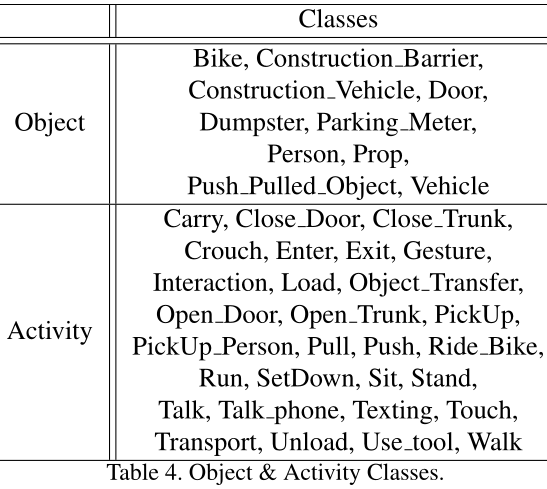 Classes
Object
Bike, Construction_Barrier,
Construction_Vehicle, Door,
Dumpster, Parking_Meter,
Person, Prop,
Push_Pulled_Object, Vehicle
Activity
Carry, Close_Door, Close_Trunk,
Crouch, Enter, Exit, Gesture,
Interaction, Load, Object_Transfer,
Open_Door, Open_Trunk, PickUp,
PickUp_Person, Pull, Push, Ride_Bike,
Run, SetDown, Sit, Stand,
Talk, Talk_phone, Texting, Touch,
Transport, Unload, Use_tool, Walk
Table 4. Object & Activity Classes.